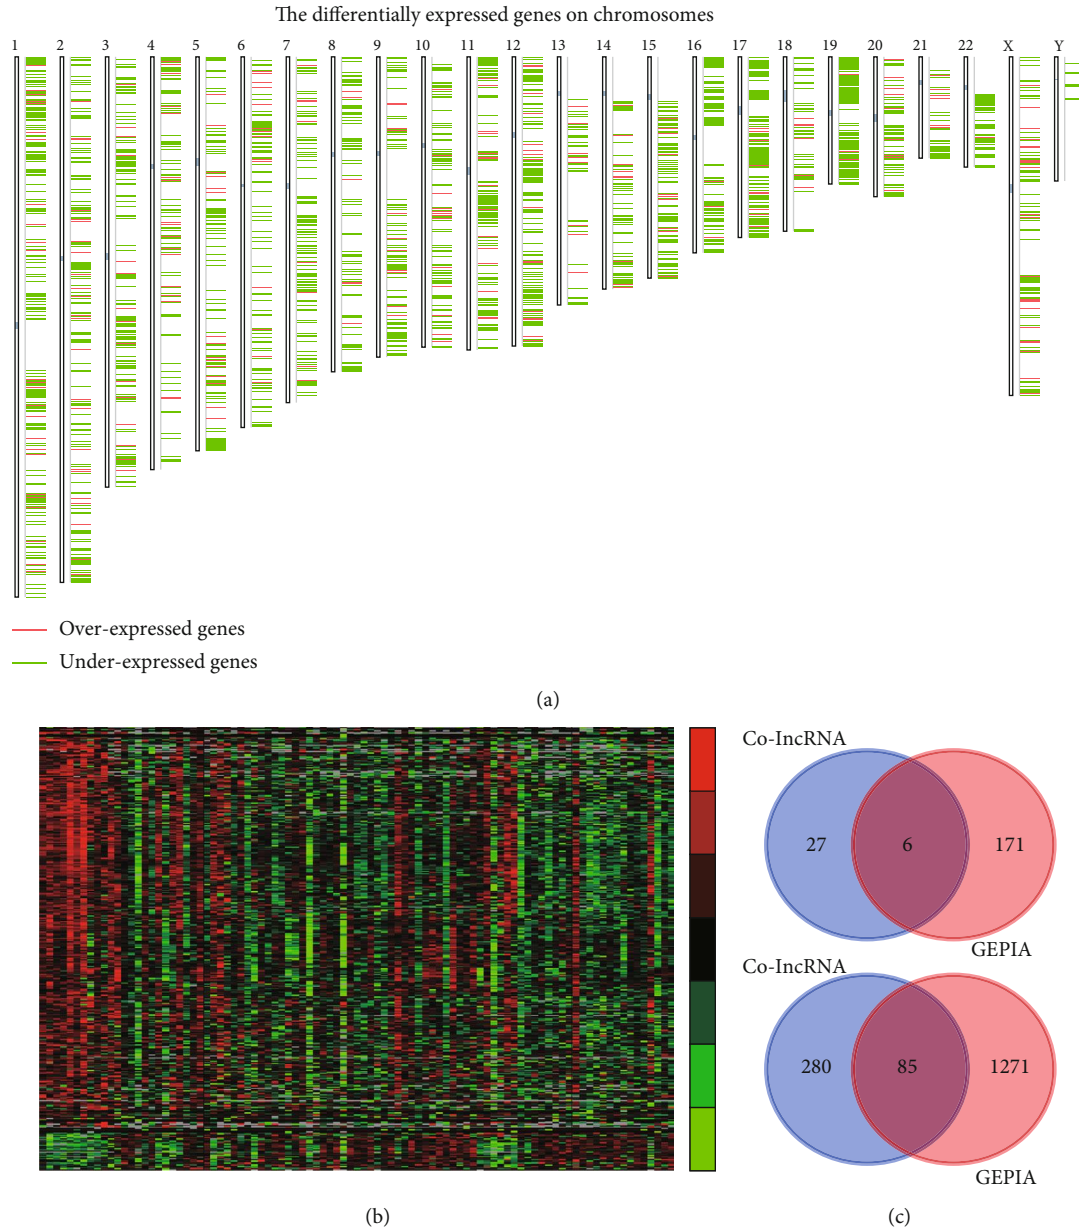 The differentially expressed genes on chromosomes
1 2 3 4 5 6 7 8 9 10 11 12 13 14 15 16 17 18 19 20 21 22 X Y
Over-expressed genes
Under-expressed genes
(a)
Co-IncRNA
27 6 171
GEPIA
Co-IncRNA
280 85 1271
GEPIA
(b)
(c)